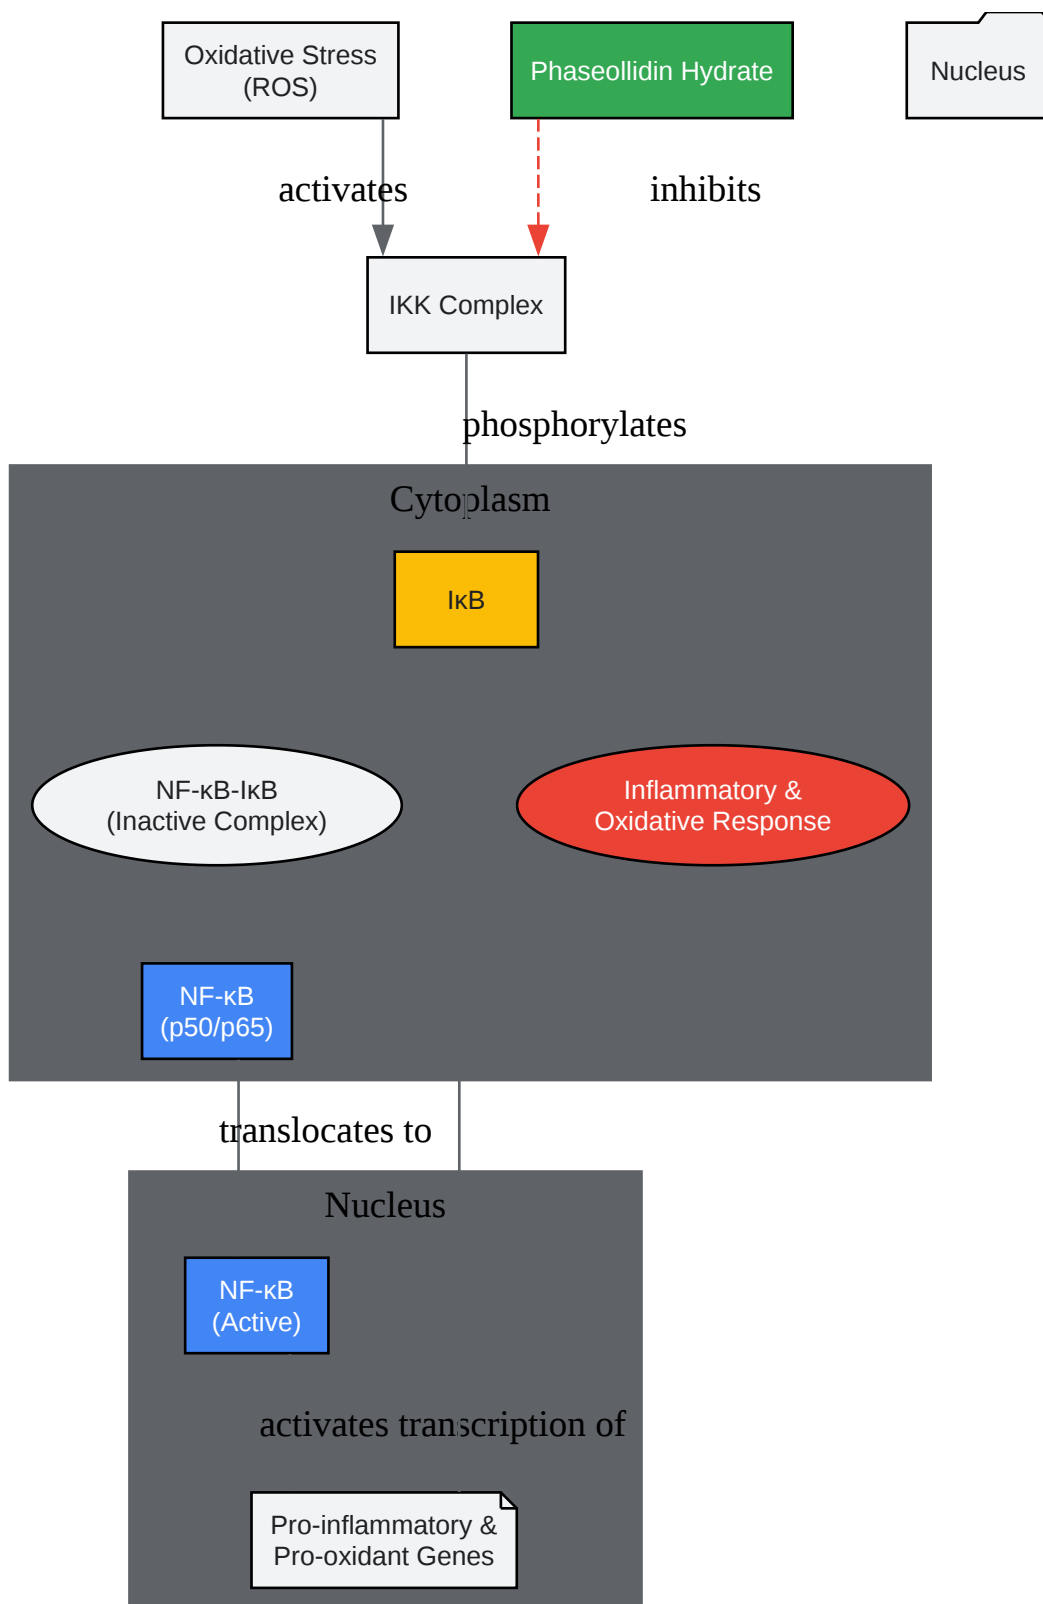 Oxidative Stress
(ROS)
Phaseollidin Hydrate
Nucleus
activates
inhibits
IKK Complex
phosphorylates
Cytoplasm
IκB
NF-κB-IκB
(Inactive Complex)
Inflammatory &
Oxidative Response
NF-κB
(p50/p65)
translocates to
Nucleus
NF-κB
(Active)
activates transcription of
Pro-inflammatory &
Pro-oxidant Genes